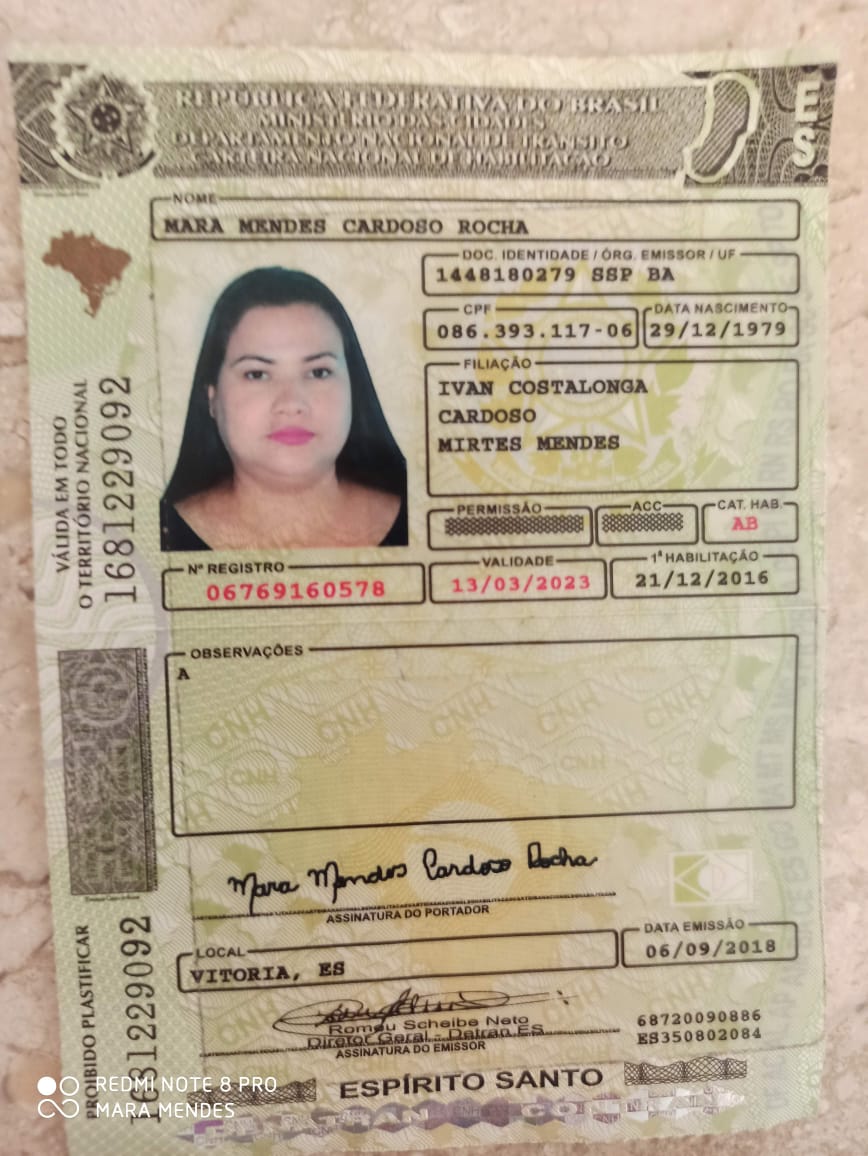 REPÚBLICA FEDERATIVA DO BRASIL
MINISTÉRIO DAS CIDADES
DEPARTAMENTO NACIONAL DE TRÂNSITO
CARTEIRA NACIONAL DE HABILITAÇÃO
ES
NOME
MARA MENDES CARDOSO ROCHA
DOC. IDENTIDADE / ÓRG. EMISSOR / UF
1448180279 SSP BA
CPF
086.393.117-06
DATA NASCIMENTO
29/12/1979
FILIAÇÃO
IVAN COSTALONGA
CARDOSO
MIRTES MENDES
PERMISSÃO
ACC
CAT. HAB.
AB
Nº REGISTRO
06769160578
VALIDADE
13/03/2023
1ª HABILITAÇÃO
21/12/2016
VÁLIDA EM TODO
O TERRITÓRIO NACIONAL
1681229092
OBSERVAÇÕES
A
Mara Mendes Cardoso Rocha
ASSINATURA DO PORTADOR
LOCAL
VITORIA, ES
DATA EMISSÃO
06/09/2018
Romeu Scheibe Neto
Diretor Geral - Detran ES
ASSINATURA DO EMISSOR
68720090886
ES350802084
PROIBIDO PLASTIFICAR
1681229092
ESPÍRITO SANTO
REDMI NOTE 8 PRO
MARA MENDES